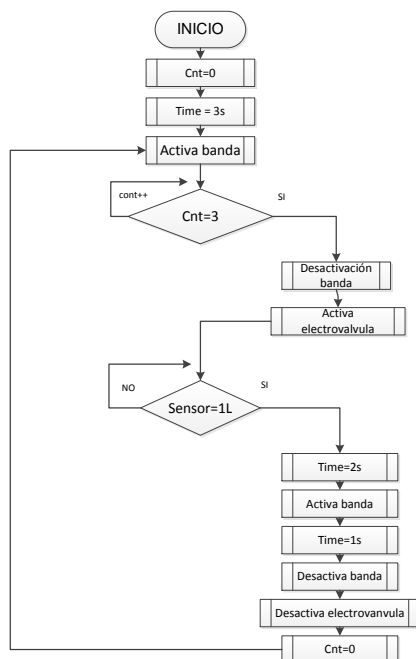 INICIO
Cnt=0
Time = 3s
Activa banda
cont++
Cnt=3
SI
Desactivación
banda
Activa
electrovalvula
NO
Sensor=1L
SI
Time=2s
Activa banda
Time=1s
Desactiva banda
Desactiva electrovanvula
Cnt=0